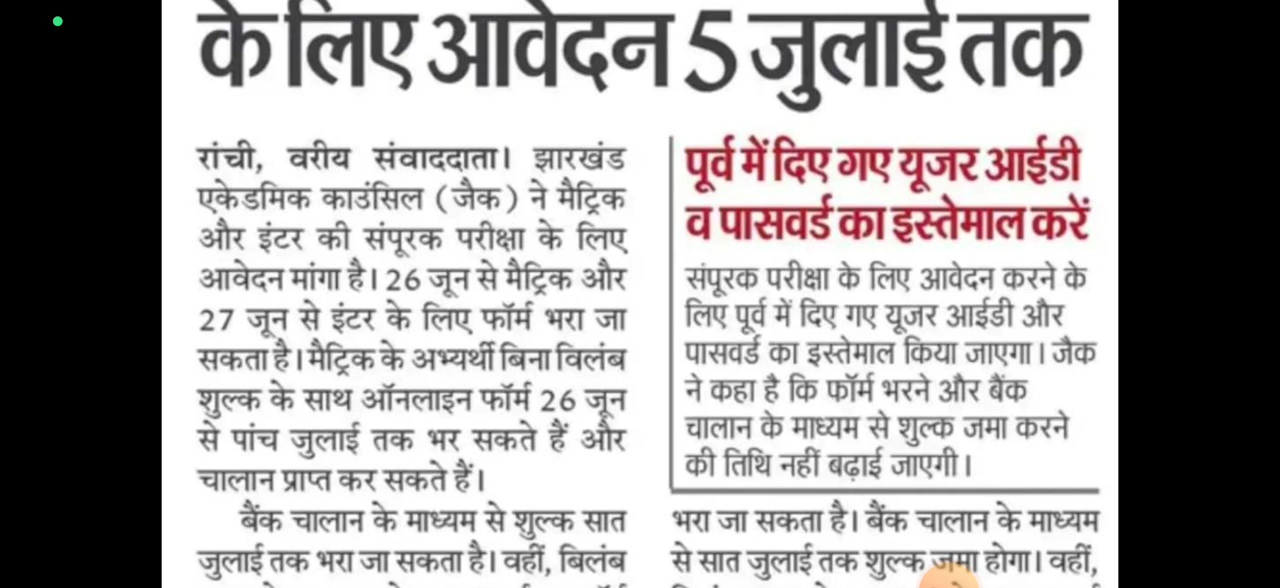 के लिए आवेदन 5 जुलाई तक
रांची, वरीय संवाददाता। झारखंड
एकेडमिक काउंसिल (जैक) ने मैट्रिक
और इंटर की संपूरक परीक्षा के लिए
आवेदन मांगा है। 26 जून से मैट्रिक और
27 जून से इंटर के लिए फॉर्म भरा जा
सकता है। मैट्रिक के अभ्यर्थी बिना विलंब
शुल्क के साथ ऑनलाइन फॉर्म 26 जून
से पांच जुलाई तक भर सकते हैं और
चालान प्राप्त कर सकते हैं।
बैंक चालान के माध्यम से शुल्क सात
जुलाई तक भरा जा सकता है। वहीं, बिलंब
पूर्व में दिए गए यूजर आईडी
व पासवर्ड का इस्तेमाल करें
संपूरक परीक्षा के लिए आवेदन करने के
लिए पूर्व में दिए गए यूजर आईडी और
पासवर्ड का इस्तेमाल किया जाएगा। जैक
ने कहा है कि फॉर्म भरने और बैंक
चालान के माध्यम से शुल्क जमा करने
की तिथि नहीं बढ़ाई जाएगी।
भरा जा सकता है। बैंक चालान के माध्यम
से सात जुलाई तक शुल्क जमा होगा। वहीं,